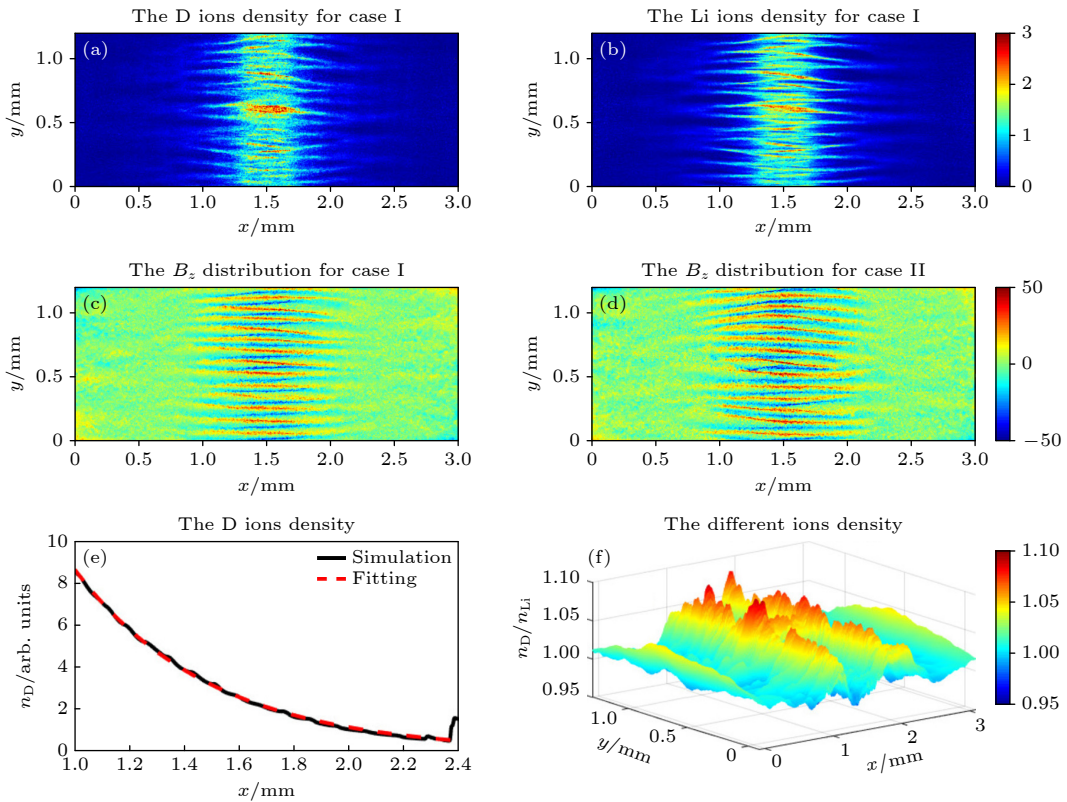 The D ions density for case I
The Li ions density for case I
(a)
(b)
y/mm
1.0
0.5
0
0 0.5 1.0 1.5 2.0 2.5 3.0
x/mm
y/mm
1.0
0.5
0
0 0.5 1.0 1.5 2.0 2.5 3.0
x/mm
3
2
1
0
The B_z distribution for case I
The B_z distribution for case II
(c)
(d)
y/mm
1.0
0.5
0
0 0.5 1.0 1.5 2.0 2.5 3.0
x/mm
y/mm
1.0
0.5
0
0 0.5 1.0 1.5 2.0 2.5 3.0
x/mm
50
0
−50
The D ions density
(e)
Simulation
Fitting
n_D/arb. units
10
8
6
4
2
0
1.0 1.2 1.4 1.6 1.8 2.0 2.2 2.4
x/mm
The different ions density
(f)
n_D/n_Li
1.10
1.05
1.00
0.95
1.0
0.5
0
y/mm
0
1
2
3
x/mm
1.10
1.05
1.00
0.95